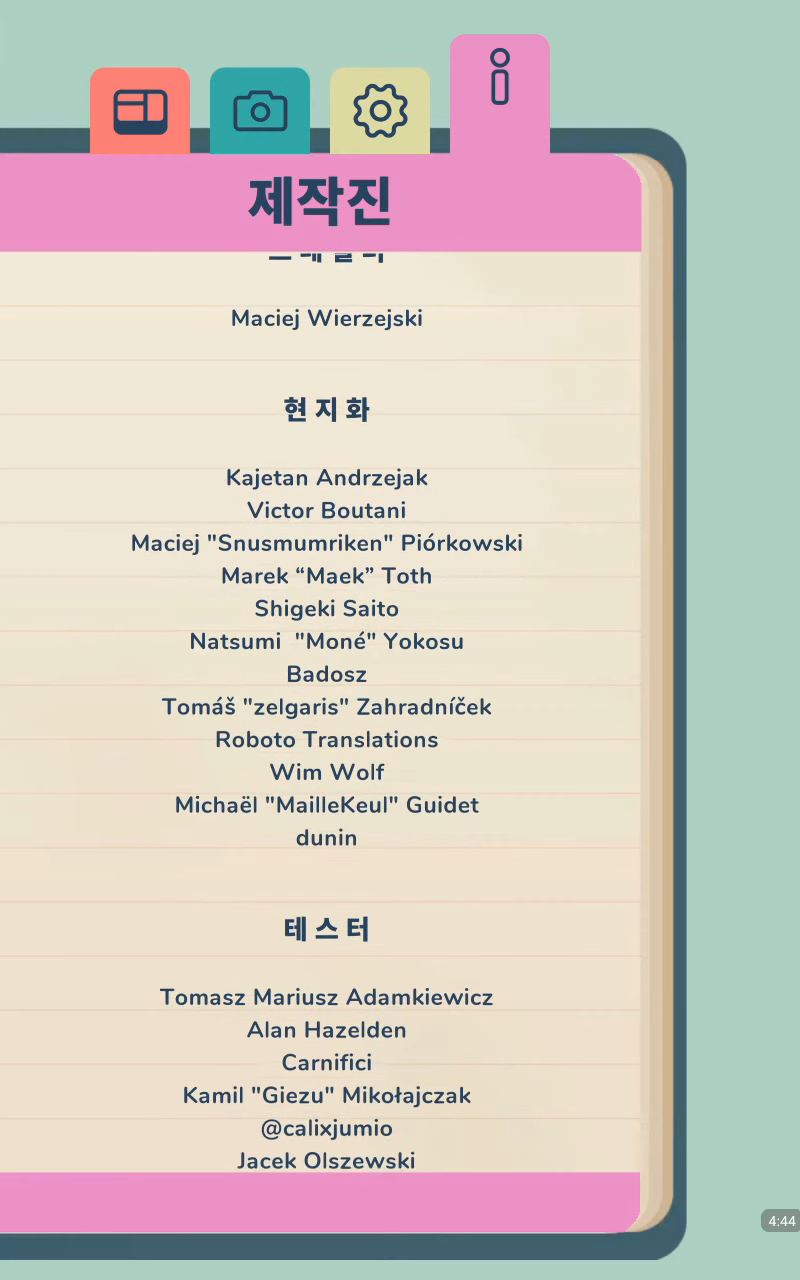 제작진
Maciej Wierzejski
현지화
Kajetan Andrzejak
Victor Boutani
Maciej "Snusmumriken" Piórkowski
Marek “Maek” Toth
Shigeki Saito
Natsumi  "Moné" Yokosu
Badosz
Tomáš "zelgaris" Zahradníček
Roboto Translations
Wim Wolf
Michaël "MailleKeul" Guidet
dunin
테스터
Tomasz Mariusz Adamkiewicz
Alan Hazelden
Carnifici
Kamil "Giezu" Mikołajczak
@calixjumio
Jacek Olszewski
4:44